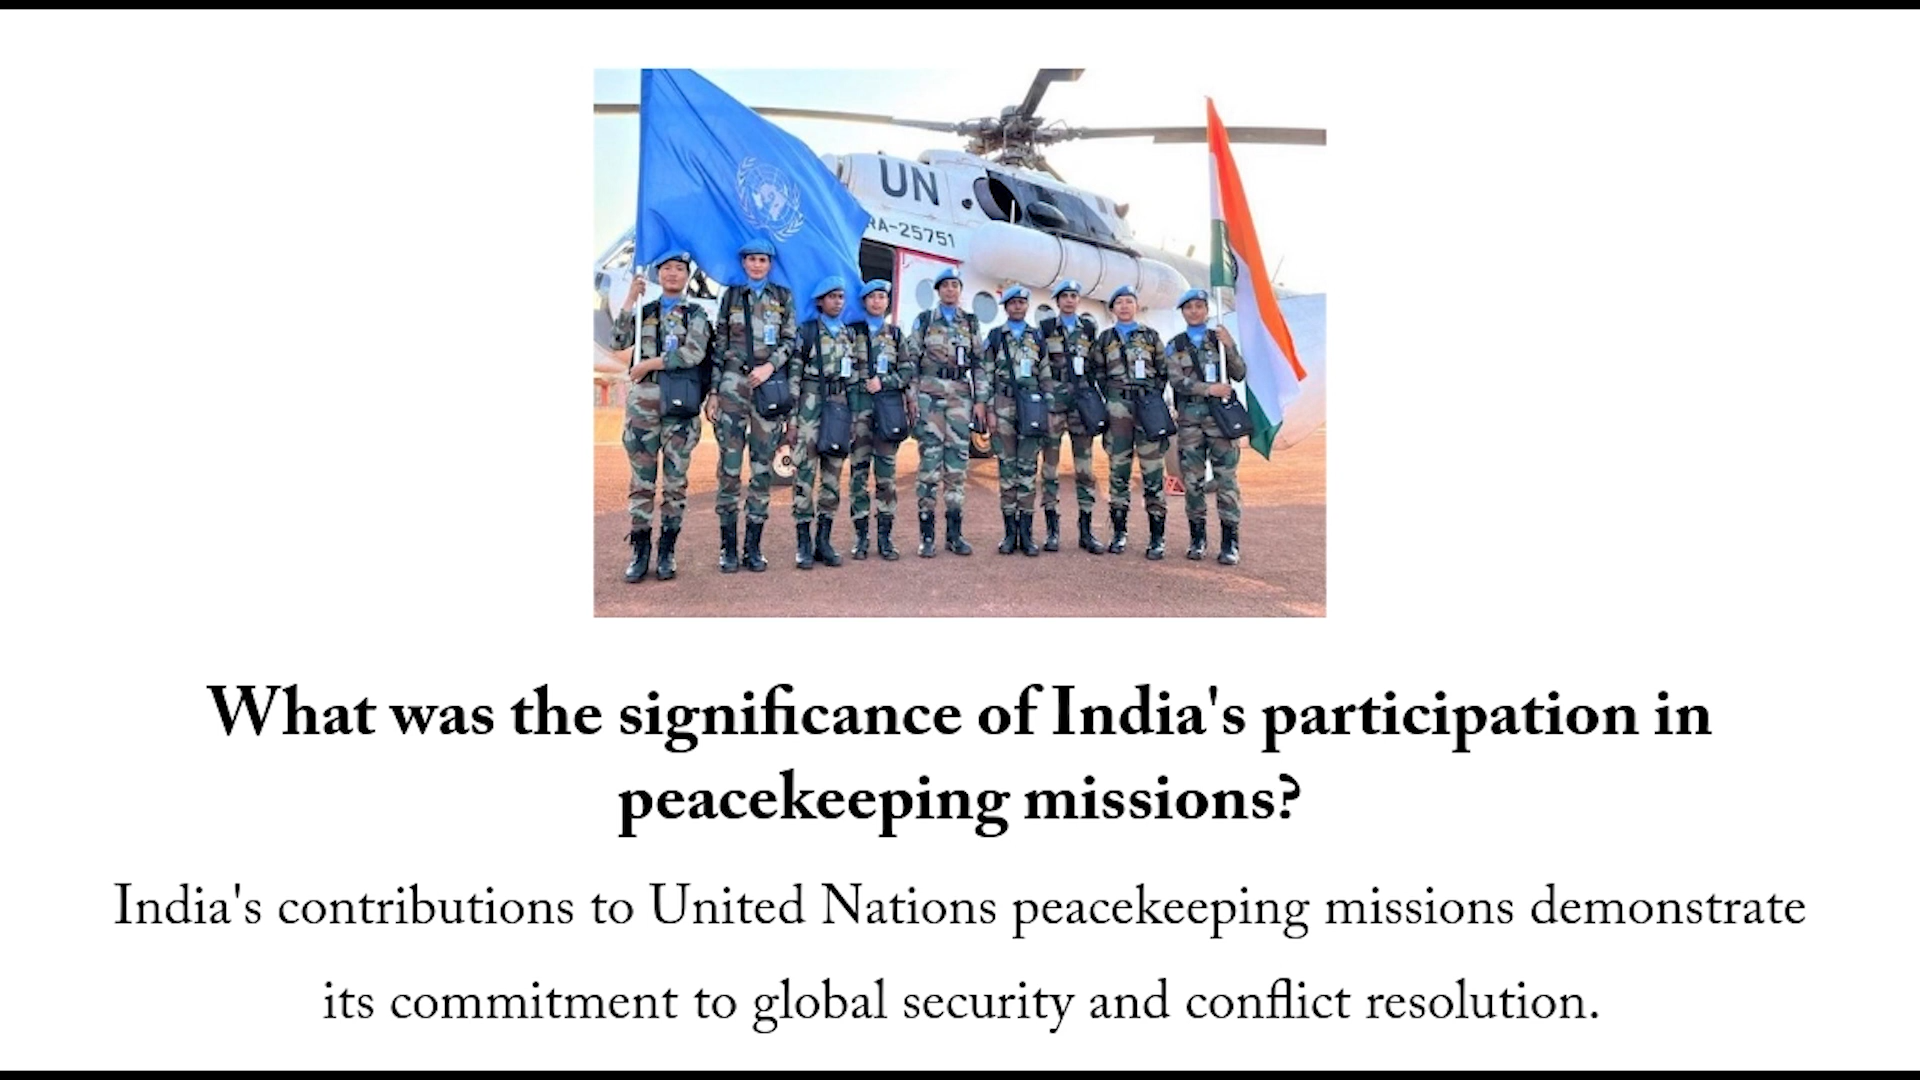 UN
RA-25751
What was the significance of India's participation in
peacekeeping missions?
India's contributions to United Nations peacekeeping missions demonstrate
its commitment to global security and conflict resolution.